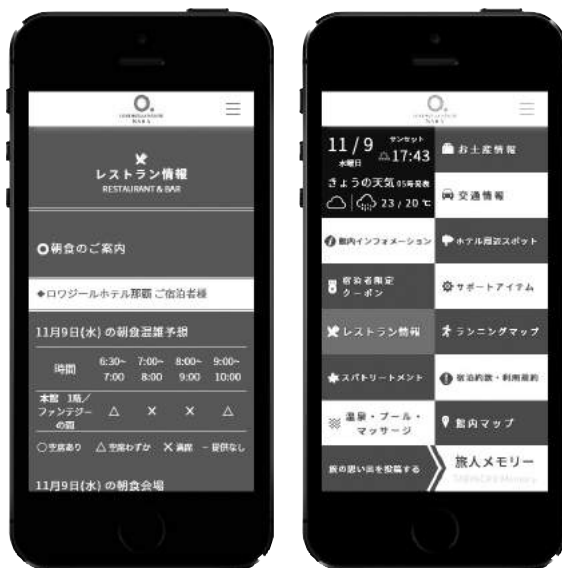 O.
レストラン情報
RESTAURANT & BAR
朝食のご案内
◆ロワジールホテル那覇 ご宿泊者様
11月9日(水) の朝食混雑予想
時間 6:30~7:00 7:00~8:00 8:00~9:00 9:00~10:00
本館 1階/ファンテジーの間 △ × × △
○空席あり △空席わずか ×満席 -提供なし
11月9日(水) の朝食会場
O.
11/9
水曜日
サンセット
17:43
きょうの天気 05時発表
23/20℃
お土産情報
交通情報
館内インフォメーション
ホテル周辺スポット
宿泊者限定
クーポン
サポートアイテム
レストラン情報
ランニングマップ
スパトリートメント
宿泊約款・利用規約
温泉・プール・
マッサージ
館内マップ
旅の思い出を投稿する
旅人メモリー